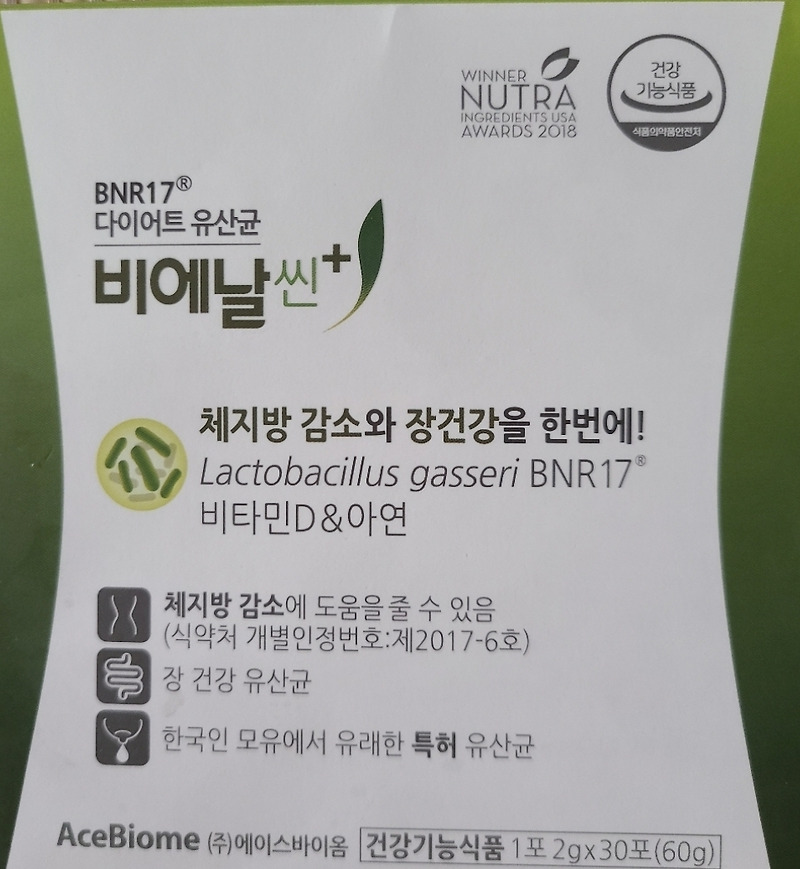 WINNER
NUTRA
INGREDIENTS USA
AWARDS 2018
건강
기능식품
식품의약품안전처
BNR17®
다이어트 유산균
비에날씬+
체지방 감소와 장건강을 한번에!
Lactobacillus gasseri BNR17®
비타민D&아연
체지방 감소에 도움을 줄 수 있음
(식약처 개별인정번호:제2017-6호)
장 건강 유산균
한국인 모유에서 유래한 특허 유산균
AceBiome (주)에이스바이옴 건강기능식품 1포 2gx30포(60g)